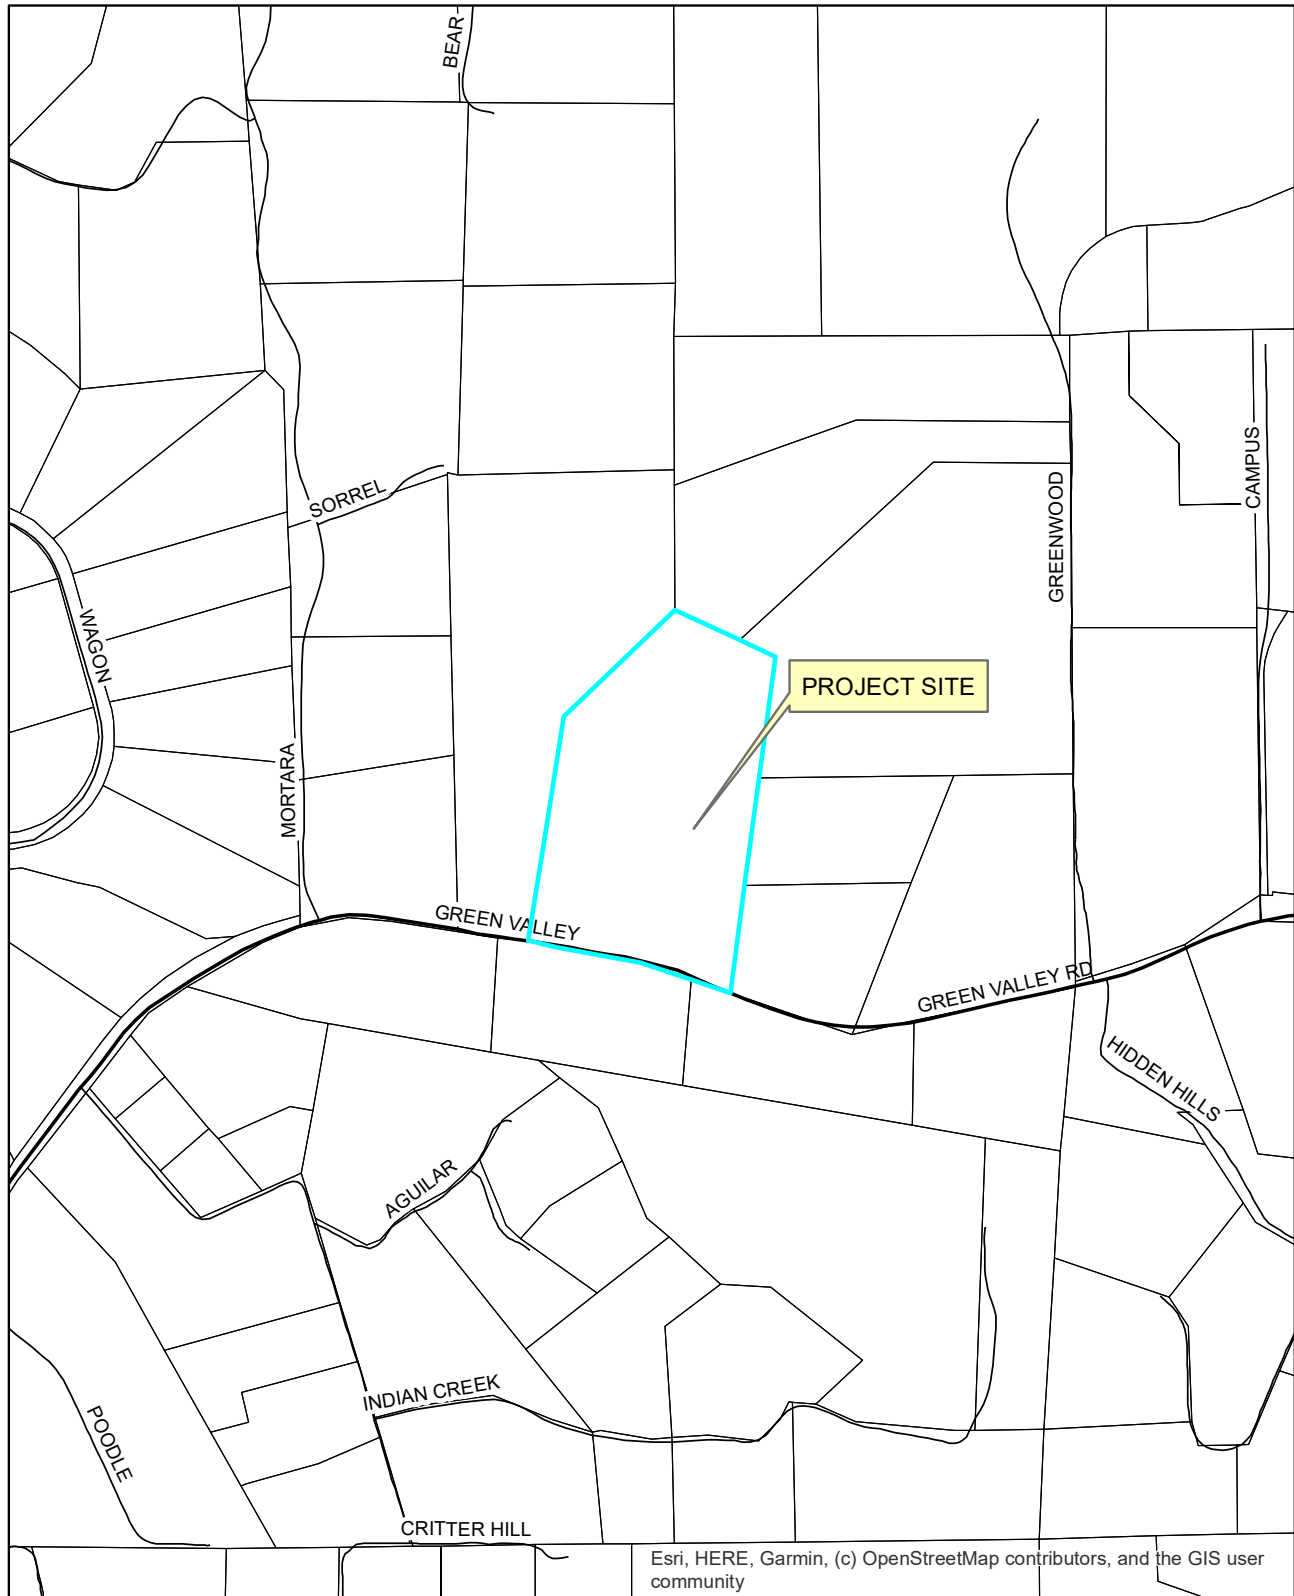 BEAR
SORREL
GREENWOOD
CAMPUS
WAGON
PROJECT SITE
MORTARA
GREEN VALLEY
GREEN VALLEY RD
HIDDEN HILLS
AGUILAR
INDIAN CREEK
POODLE
CRITTER HILL
Esri, HERE, Garmin, (c) OpenStreetMap contributors, and the GIS user
community